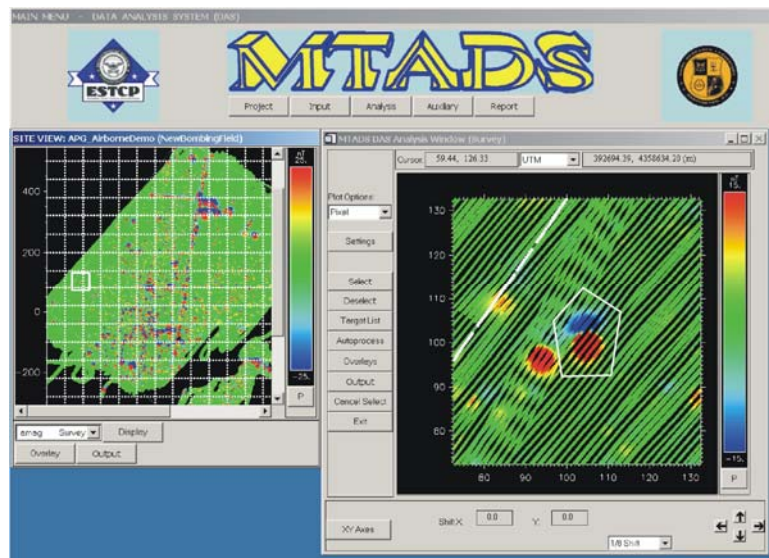 MAIN MENU - DATA ANALYSIS SYSTEM (DAS)
ESTCP
MTADS
Project Input Analysis Auxiliary Report
SITE VIEW: APG_AirborneDemo (NewBombingField)
nT
25.
400
200
0
-200
-25.
P
emag Survey Display
Overlay Output
MTADS DAS Analysis Window (Survey)
Cursor: 59.44, 126.33 UTM 392694.39, 4358634.20 (m)
Plot Options:
Pixel
Settings
Select
Deselect
Target List
Autoprocess
Overlays
Output
Cancel Select
Exit
130
120
110
100
90
80
80 90 100 110 120 130
nT
15.
-15.
P
XY Axes
Shift X: 0.0 Y: 0.0
1/8 Shift